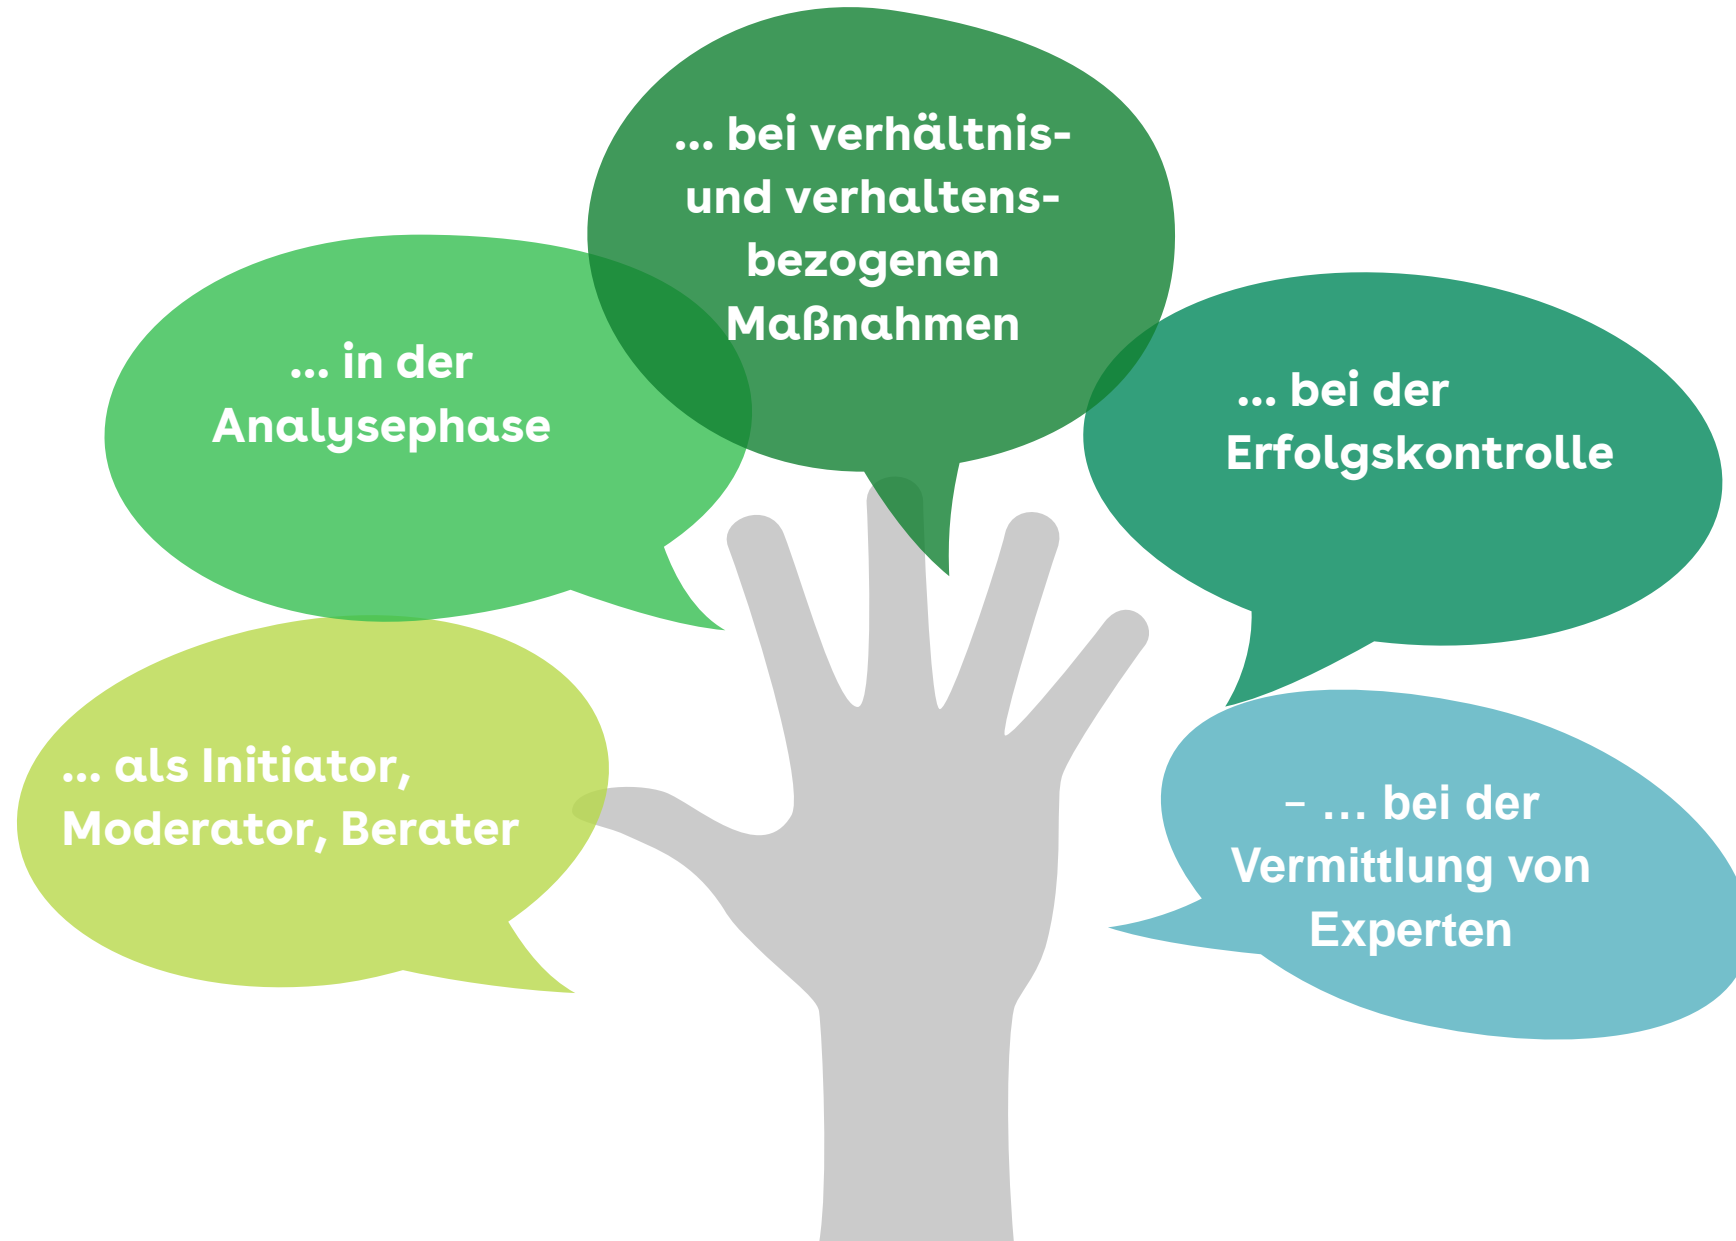 ... bei verhältnis-
und verhaltens-
bezogenen
Maßnahmen
... in der
Analysephase
... bei der
Erfolgskontrolle
... als Initiator,
Moderator, Berater
– ... bei der
Vermittlung von
Experten